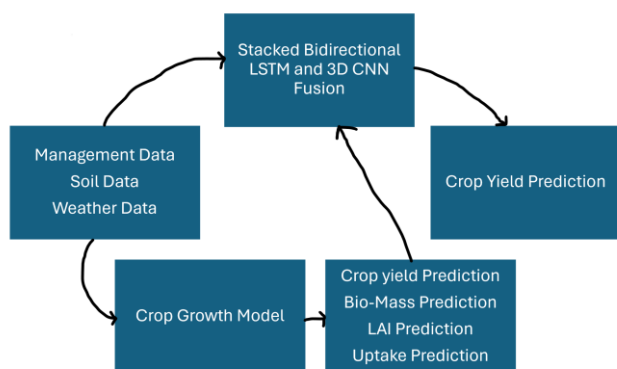 Stacked Bidirectional
LSTM and 3D CNN
Fusion
Management Data
Soil Data
Weather Data
Crop Yield Prediction
Crop Growth Model
Crop yield Prediction
Bio-Mass Prediction
LAI Prediction
Uptake Prediction